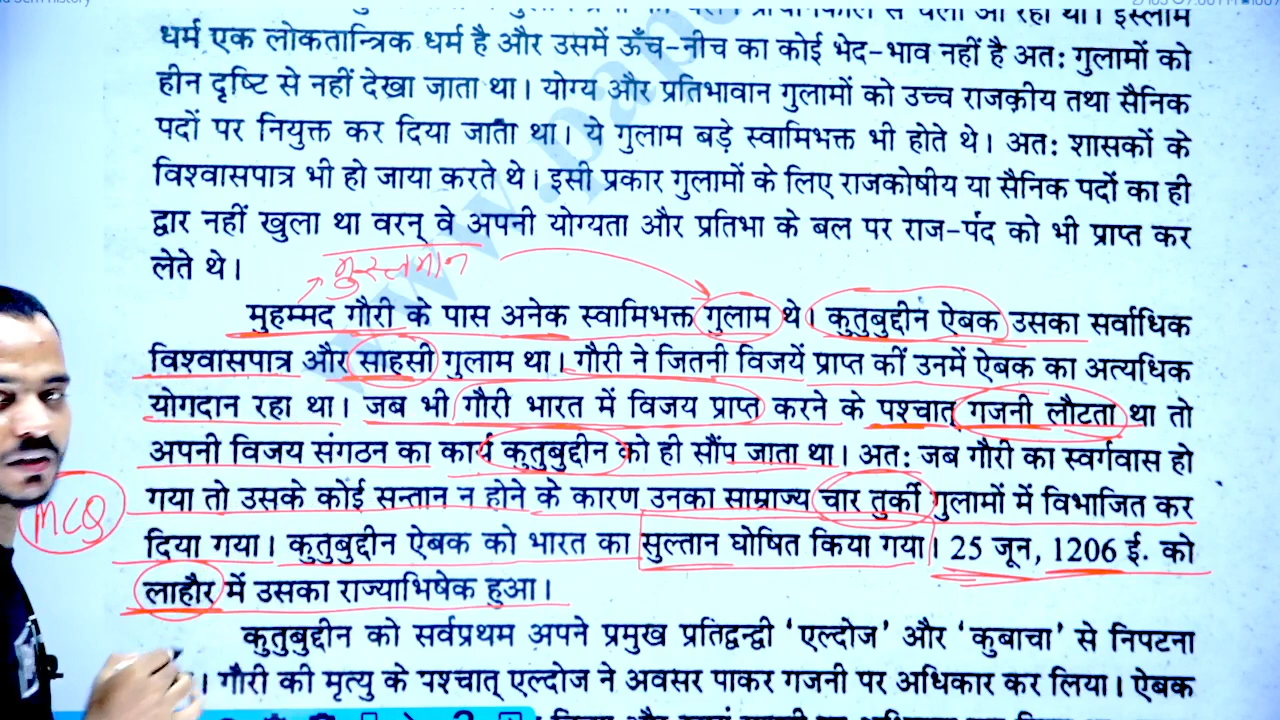 से चला आ रहा था। इस्लाम
धर्म एक लोकतान्त्रिक धर्म है और उसमें ऊँच-नीच का कोई भेद-भाव नहीं है अतः गुलामों को
हीन दृष्टि से नहीं देखा जाता था। योग्य और प्रतिभावान गुलामों को उच्च राजकीय तथा सैनिक
पदों पर नियुक्त कर दिया जाता था। ये गुलाम बड़े स्वामिभक्त भी होते थे। अतः शासकों के
विश्वासपात्र भी हो जाया करते थे। इसी प्रकार गुलामों के लिए राजकोषीय या सैनिक पदों का ही
द्वार नहीं खुला था वरन् वे अपनी योग्यता और प्रतिभा के बल पर राज-पद को भी प्राप्त कर
लेते थे।
मुसलमान
मुहम्मद गौरी के पास अनेक स्वामिभक्त गुलाम थे। कुतुबुद्दीन ऐबक उसका सर्वाधिक
विश्वासपात्र और साहसी गुलाम था। गौरी ने जितनी विजयें प्राप्त कीं उनमें ऐबक का अत्यधिक
योगदान रहा था। जब भी गौरी भारत में विजय प्राप्त करने के पश्चात् गजनी लौटता था तो
अपनी विजय संगठन का कार्य कुतुबुद्दीन को ही सौंप जाता था। अतः जब गौरी का स्वर्गवास हो
गया तो उसके कोई सन्तान न होने के कारण उनका साम्राज्य चार तुर्की गुलामों में विभाजित कर
MCQ
दिया गया। कुतुबुद्दीन ऐबक को भारत का सुल्तान घोषित किया गया। 25 जून, 1206 ई. को
लाहौर में उसका राज्याभिषेक हुआ।
कुतुबुद्दीन को सर्वप्रथम अपने प्रमुख प्रतिद्वन्द्वी 'एल्दोज' और 'कुबाचा' से निपटना
। गौरी की मृत्यु के पश्चात् एल्दोज ने अवसर पाकर गजनी पर अधिकार कर लिया। ऐबक